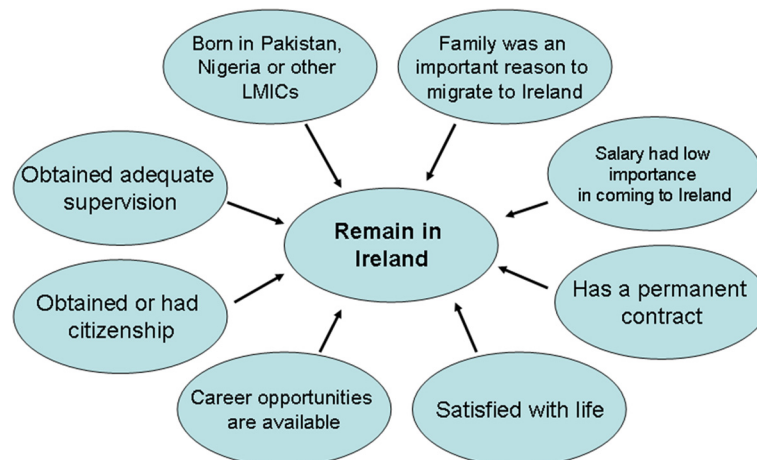 Born in Pakistan,
Nigeria or other
LMICs
Family was an
important reason to
migrate to Ireland
Obtained adequate
supervision
Salary had low
importance
in coming to Ireland
Remain in
Ireland
Obtained or had
citizenship
Has a permanent
contract
Career opportunities
are available
Satisfied with life